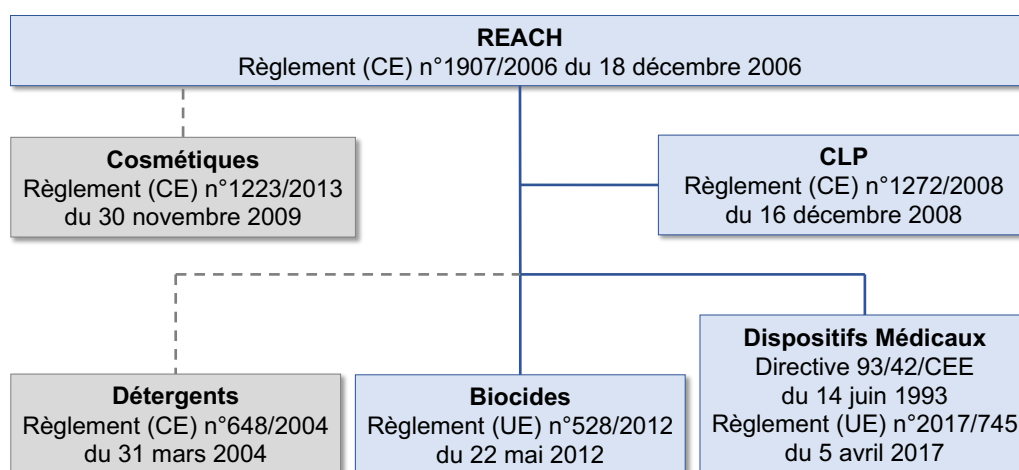 REACH
Règlement (CE) n°1907/2006 du 18 décembre 2006
Cosmétiques
Règlement (CE) n°1223/2013
du 30 novembre 2009
CLP
Règlement (CE) n°1272/2008
du 16 décembre 2008
Détergents
Règlement (CE) n°648/2004
du 31 mars 2004
Biocides
Règlement (UE) n°528/2012
du 22 mai 2012
Dispositifs Médicaux
Directive 93/42/CEE
du 14 juin 1993
Règlement (UE) n°2017/745
du 5 avril 2017